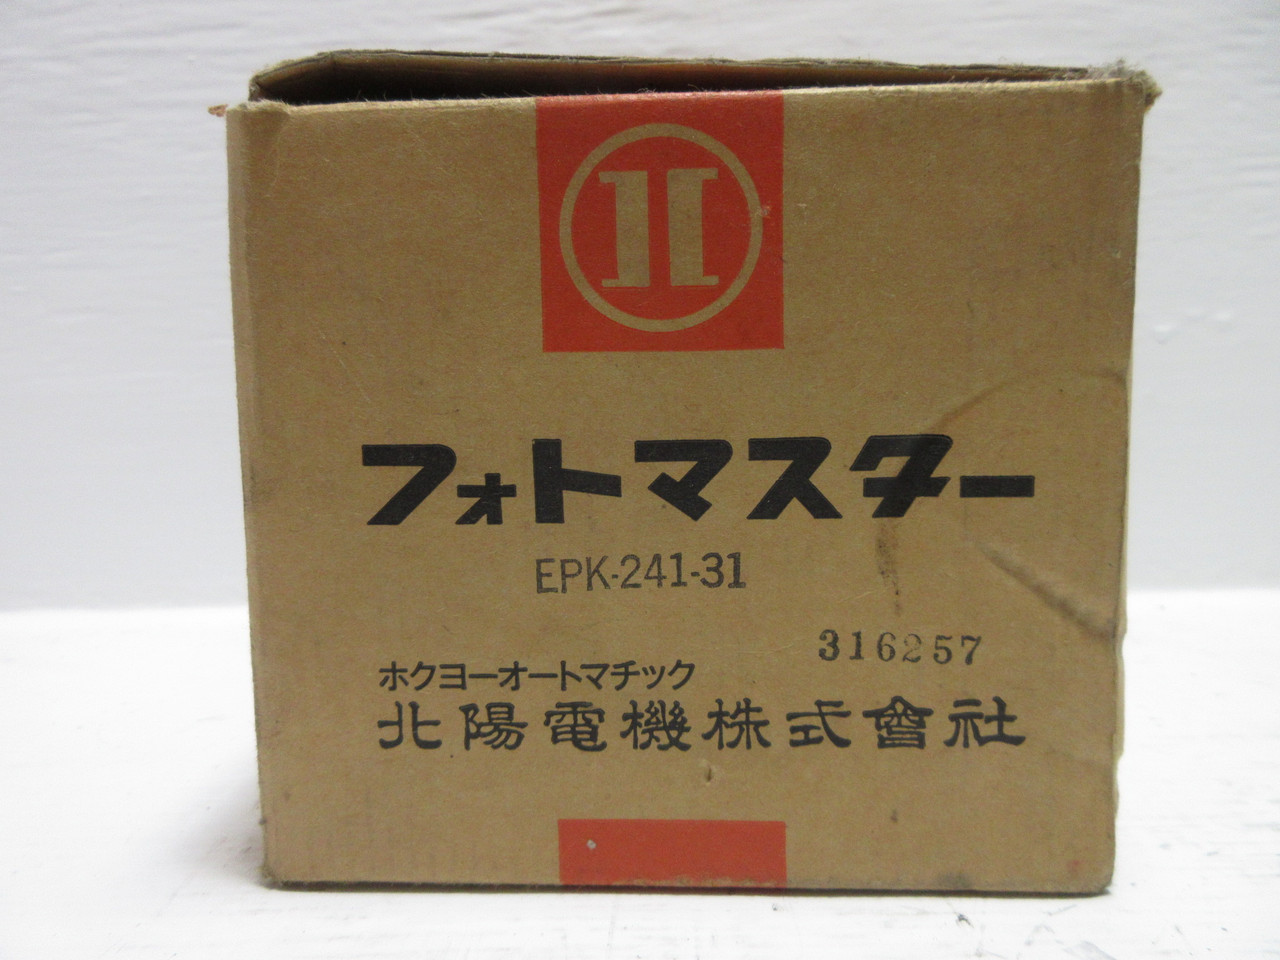 フォトマスター
EPK-241-31
316257
ホクヨーオートマチック
北陽電機株式會社